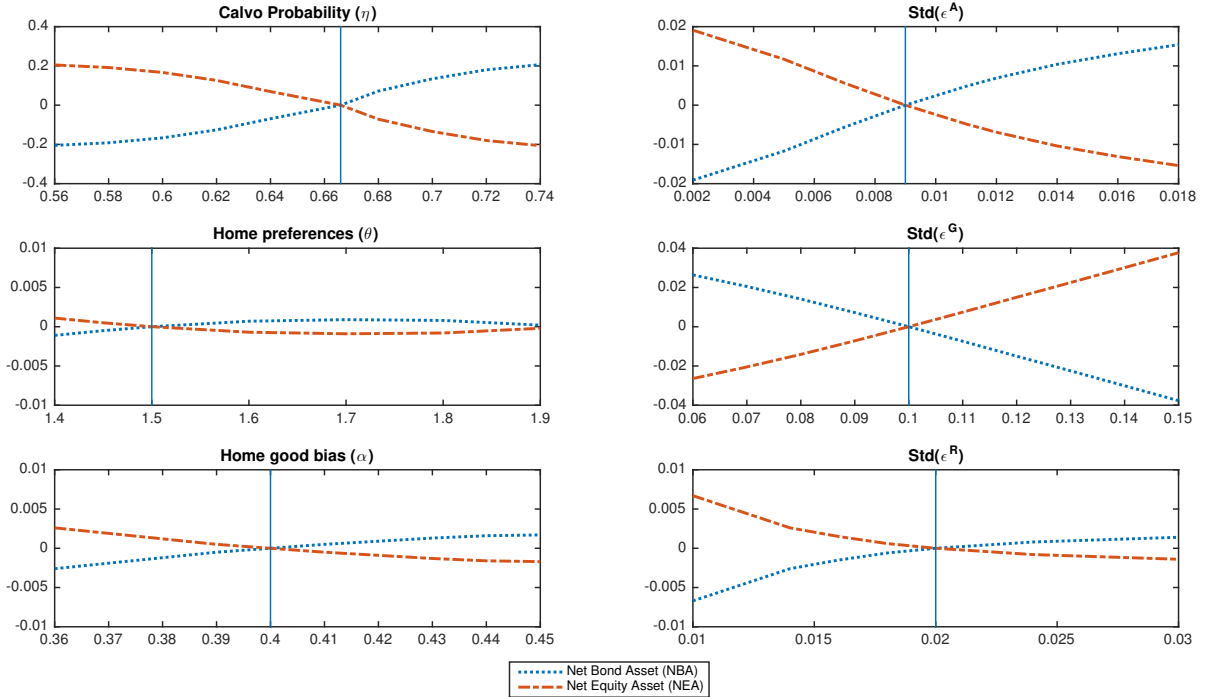 Calvo Probability (η)
0.4
0.2
0
-0.2
-0.4
0.56 0.58 0.6 0.62 0.64 0.66 0.68 0.7 0.72 0.74
Std(ϵ^A)
0.02
0.01
0
-0.01
-0.02
0.002 0.004 0.006 0.008 0.01 0.012 0.014 0.016 0.018
Home preferences (θ)
0.01
0.005
0
-0.005
-0.01
1.4 1.5 1.6 1.7 1.8 1.9
Std(ϵ^G)
0.04
0.02
0
-0.02
-0.04
0.06 0.07 0.08 0.09 0.1 0.11 0.12 0.13 0.14 0.15
Home good bias (α)
0.01
0.005
0
-0.005
-0.01
0.36 0.37 0.38 0.39 0.4 0.41 0.42 0.43 0.44 0.45
Std(ϵ^R)
0.01
0.005
0
-0.005
-0.01
0.01 0.015 0.02 0.025 0.03
Net Bond Asset (NBA)
Net Equity Asset (NEA)